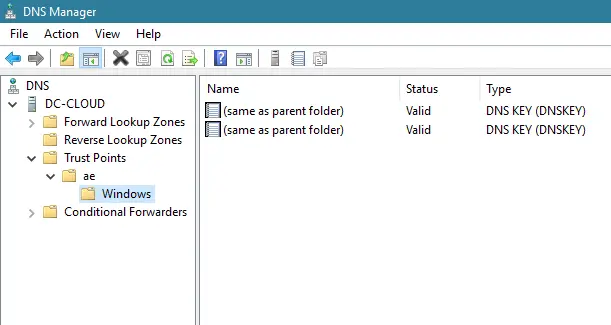 DNS Manager
File Action View Help
DNS
DC-CLOUD
Forward Lookup Zones
Reverse Lookup Zones
Trust Points
ae
Windows
Conditional Forwarders
Name Status Type
(same as parent folder) Valid DNS KEY (DNSKEY)
(same as parent folder) Valid DNS KEY (DNSKEY)